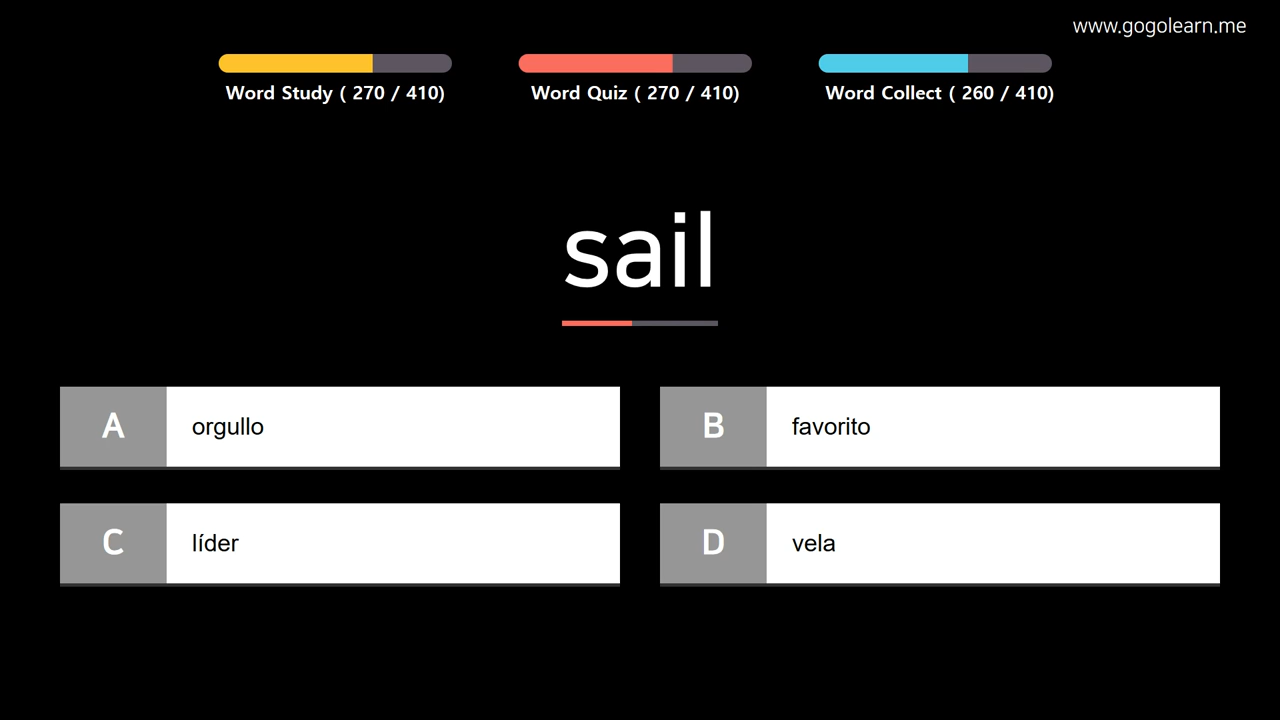 www.gogolearn.me
Word Study ( 270 / 410)
Word Quiz ( 270 / 410)
Word Collect ( 260 / 410)
sail
A orgullo
B favorito
C líder
D vela